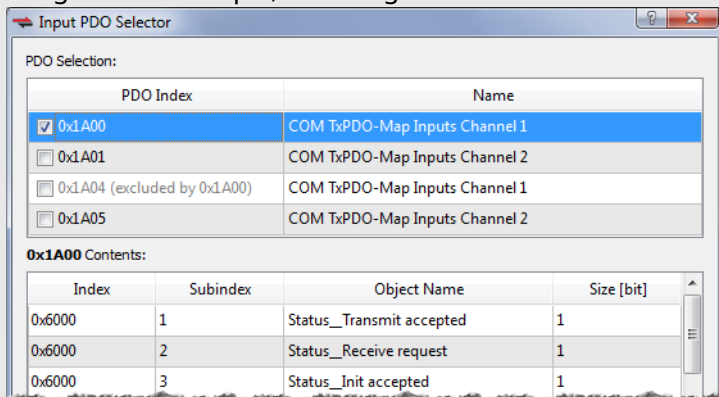 Input PDO Selector
PDO Selection:
PDO Index Name
0x1A00 COM TxPDO-Map Inputs Channel 1
0x1A01 COM TxPDO-Map Inputs Channel 2
0x1A04 (excluded by 0x1A00) COM TxPDO-Map Inputs Channel 1
0x1A05 COM TxPDO-Map Inputs Channel 2
0x1A00 Contents:
Index Subindex Object Name Size [bit]
0x6000 1 Status__Transmit accepted 1
0x6000 2 Status__Receive request 1
0x6000 3 Status__Init accepted 1